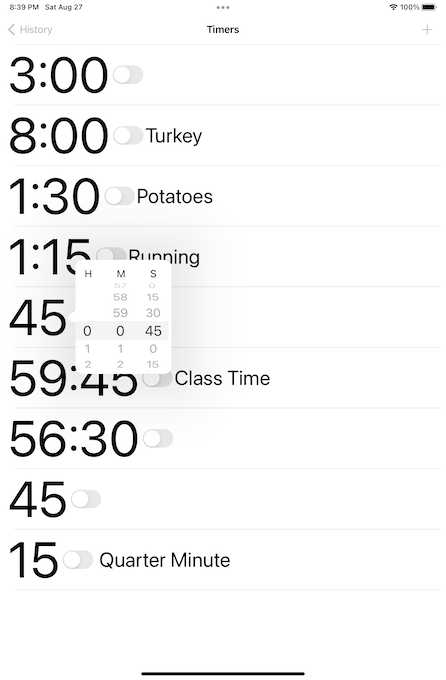 8:39 PM Sat Aug 27 100%
History Timers
3:00
8:00 Turkey
1:30 Potatoes
1:15 Running
H M S
57 0
58 15
59 30
45
0 0 45
1 1 0
2 2 15
59:45 Class Time
56:30
45
15 Quarter Minute